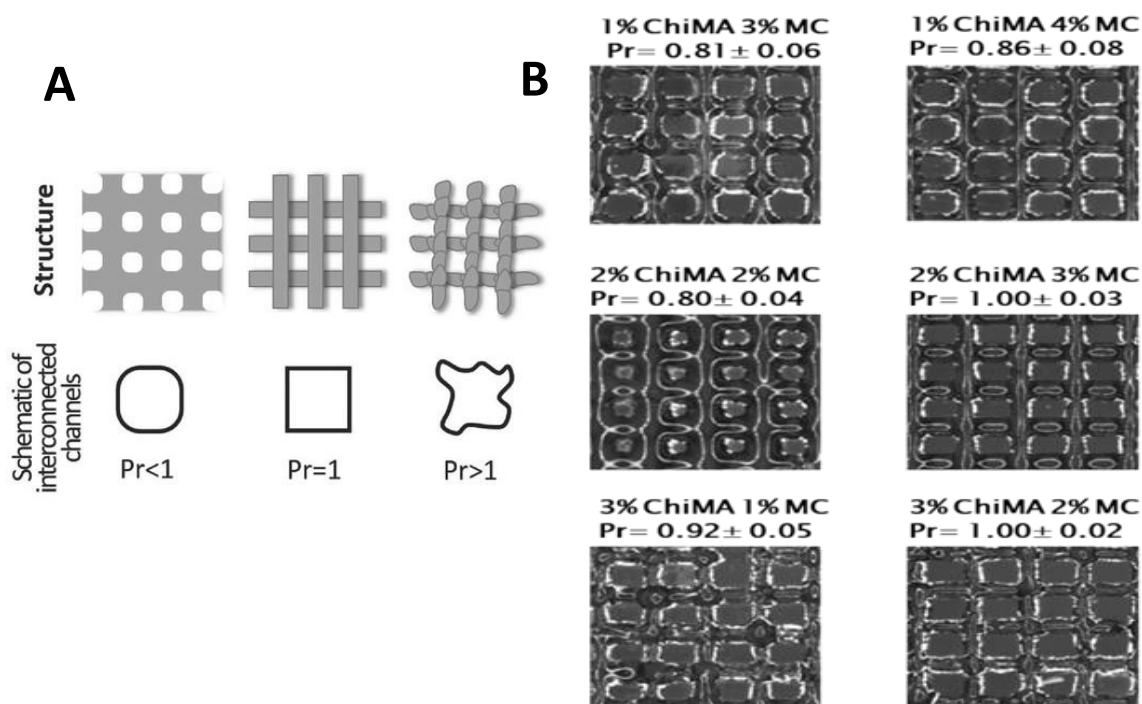 A
Structure
Schematic of
interconnected
channels
Pr<1
Pr=1
Pr>1
B
1% ChiMA 3% MC
Pr= 0.81± 0.06
1% ChiMA 4% MC
Pr= 0.86± 0.08
2% ChiMA 2% MC
Pr= 0.80± 0.04
2% ChiMA 3% MC
Pr= 1.00± 0.03
3% ChiMA 1% MC
Pr= 0.92± 0.05
3% ChiMA 2% MC
Pr= 1.00± 0.02